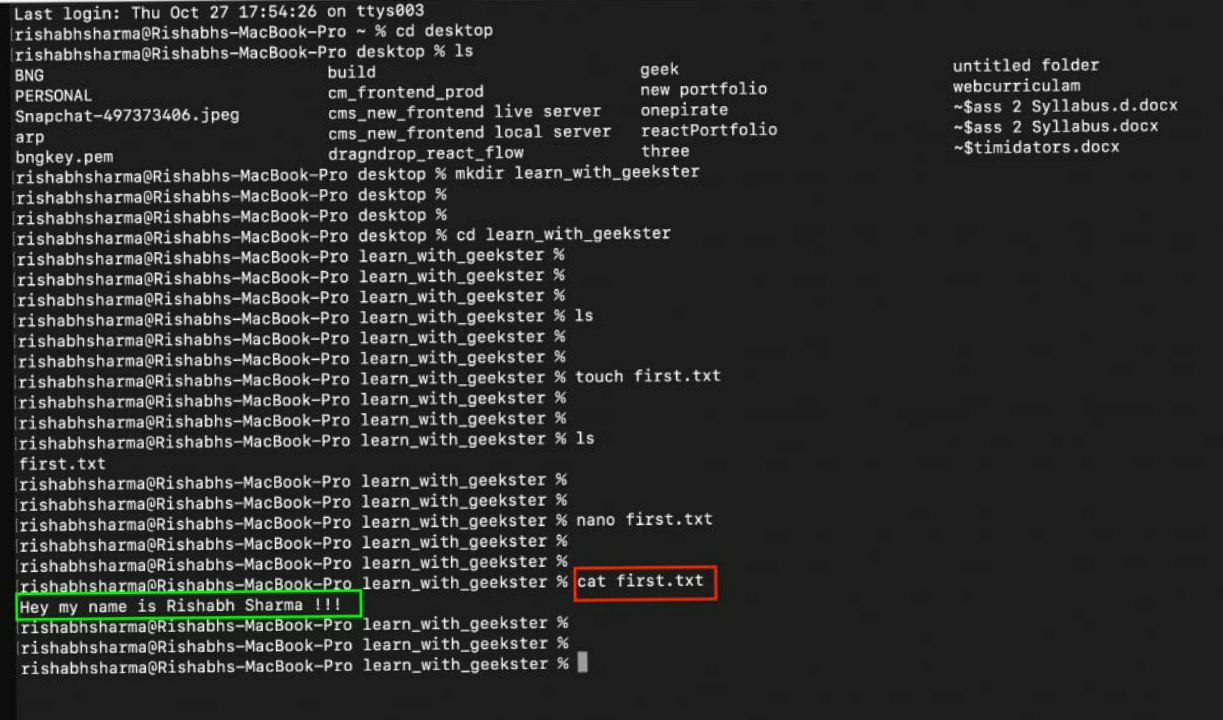 Last login: Thu Oct 27 17:54:26 on ttys003
rishabhsharma@Rishabhs-MacBook-Pro ~ % cd desktop
rishabhsharma@Rishabhs-MacBook-Pro desktop % ls
BNG build geek untitled folder
PERSONAL cm_frontend_prod new portfolio webcurriculam
Snapchat-497373406.jpeg cms_new_frontend live server onepirate ~$ass 2 Syllabus.d.docx
arp cms_new_frontend local server reactPortfolio ~$ass 2 Syllabus.docx
bngkey.pem dragndrop_react_flow three ~$timidators.docx
rishabhsharma@Rishabhs-MacBook-Pro desktop % mkdir learn_with_geekster
rishabhsharma@Rishabhs-MacBook-Pro desktop %
rishabhsharma@Rishabhs-MacBook-Pro desktop %
rishabhsharma@Rishabhs-MacBook-Pro desktop % cd learn_with_geekster
rishabhsharma@Rishabhs-MacBook-Pro learn_with_geekster %
rishabhsharma@Rishabhs-MacBook-Pro learn_with_geekster %
rishabhsharma@Rishabhs-MacBook-Pro learn_with_geekster %
rishabhsharma@Rishabhs-MacBook-Pro learn_with_geekster % ls
rishabhsharma@Rishabhs-MacBook-Pro learn_with_geekster %
rishabhsharma@Rishabhs-MacBook-Pro learn_with_geekster %
rishabhsharma@Rishabhs-MacBook-Pro learn_with_geekster % touch first.txt
rishabhsharma@Rishabhs-MacBook-Pro learn_with_geekster %
rishabhsharma@Rishabhs-MacBook-Pro learn_with_geekster %
rishabhsharma@Rishabhs-MacBook-Pro learn_with_geekster % ls
first.txt
rishabhsharma@Rishabhs-MacBook-Pro learn_with_geekster %
rishabhsharma@Rishabhs-MacBook-Pro learn_with_geekster %
rishabhsharma@Rishabhs-MacBook-Pro learn_with_geekster % nano first.txt
rishabhsharma@Rishabhs-MacBook-Pro learn_with_geekster %
rishabhsharma@Rishabhs-MacBook-Pro learn_with_geekster %
rishabhsharma@Rishabhs-MacBook-Pro learn_with_geekster % cat first.txt
Hey my name is Rishabh Sharma !!!
rishabhsharma@Rishabhs-MacBook-Pro learn_with_geekster %
rishabhsharma@Rishabhs-MacBook-Pro learn_with_geekster %
rishabhsharma@Rishabhs-MacBook-Pro learn_with_geekster %